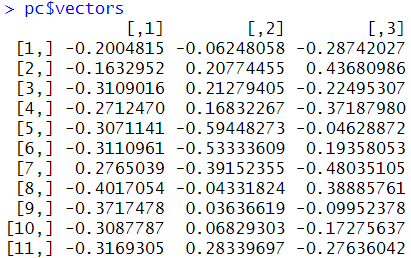 > pc$vectors
[,1] [,2] [,3]
[1,] -0.2004815 -0.06248058 -0.28742027
[2,] -0.1632952 0.20774455 0.43680986
[3,] -0.3109016 0.21279405 -0.22495307
[4,] -0.2712470 0.16832267 -0.37187980
[5,] -0.3071141 -0.59448273 -0.04628872
[6,] -0.3110961 -0.53333609 0.19358053
[7,] 0.2765039 -0.39152355 -0.48035105
[8,] -0.4017054 -0.04331824 0.38885761
[9,] -0.3717478 0.03636619 -0.09952378
[10,] -0.3087787 0.06829303 -0.17275637
[11,] -0.3169305 0.28339697 -0.27636042